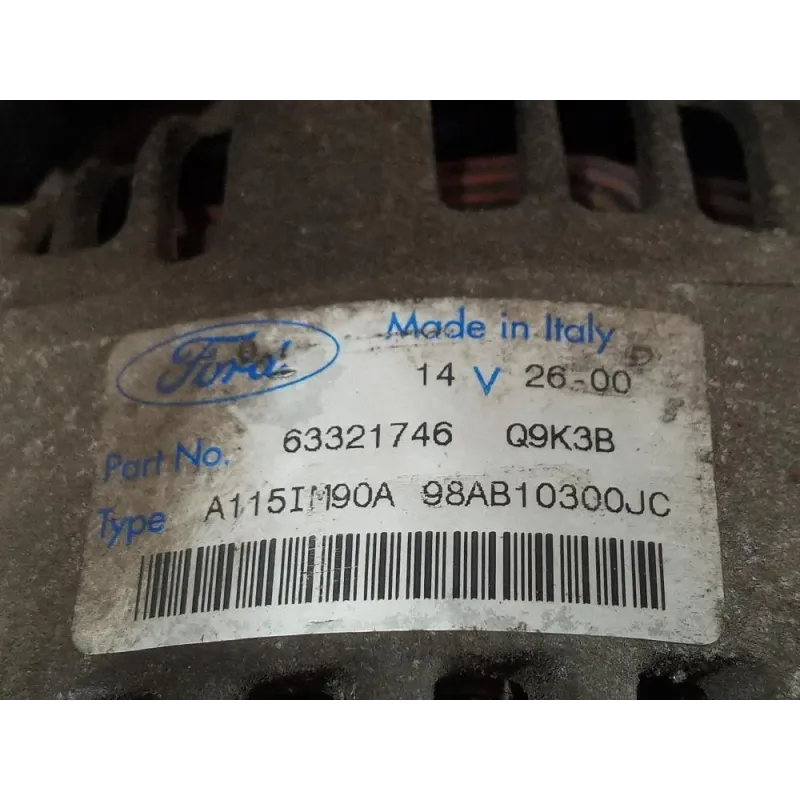 Ford
Made in Italy
14 V 26-00
Part No. 63321746 Q9K3B
Type A115IM90A 98AB10300JC